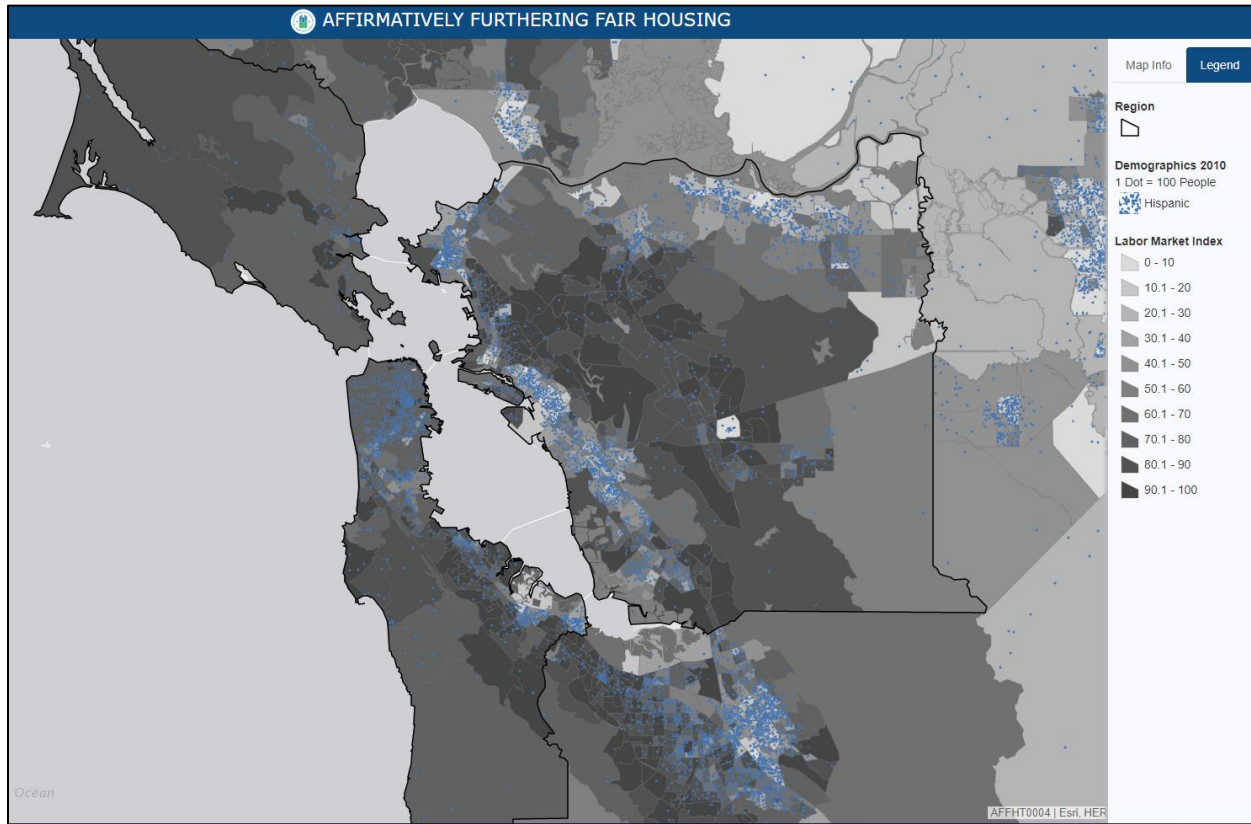 AFFIRMATIVELY FURTHERING FAIR HOUSING
Map Info
Legend
Region
Demographics 2010
1 Dot = 100 People
Hispanic
Labor Market Index
0 - 10
10.1 - 20
20.1 - 30
30.1 - 40
40.1 - 50
50.1 - 60
60.1 - 70
70.1 - 80
80.1 - 90
90.1 - 100
Ocean
AFFHT0004 | Esri, HER